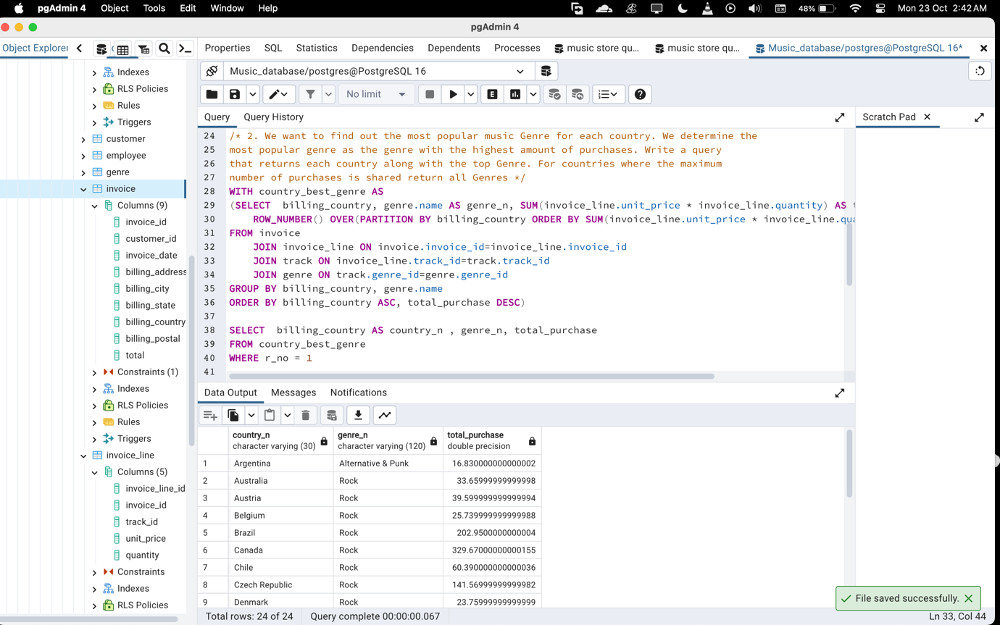 pgAdmin 4 Object Tools Edit Window Help 48% Mon 23 Oct 2:42 AM
pgAdmin 4
Object Explorer
Properties SQL Statistics Dependencies Dependents Processes music store qu... music store qu... Music_database/postgres@PostgreSQL 16*
Indexes
RLS Policies
Rules
Triggers
customer
employee
genre
invoice
Columns (9)
invoice_id
customer_id
invoice_date
billing_address
billing_city
billing_state
billing_country
billing_postal
total
Constraints (1)
Indexes
RLS Policies
Rules
Triggers
invoice_line
Columns (5)
invoice_line_id
invoice_id
track_id
unit_price
quantity
Constraints
Indexes
RLS Policies
Music_database/postgres@PostgreSQL 16
No limit E
Query Query History
Scratch Pad
24 /* 2. We want to find out the most popular music Genre for each country. We determine the
25 most popular genre as the genre with the highest amount of purchases. Write a query
26 that returns each country along with the top Genre. For countries where the maximum
27 number of purchases is shared return all Genres */
28 WITH country_best_genre AS
29 (SELECT billing_country, genre.name AS genre_n, SUM(invoice_line.unit_price * invoice_line.quantity) AS t
30 ROW_NUMBER() OVER(PARTITION BY billing_country ORDER BY SUM(invoice_line.unit_price * invoice_line.qua
31 FROM invoice
32 JOIN invoice_line ON invoice.invoice_id=invoice_line.invoice_id
33 JOIN track ON invoice_line.track_id=track.track_id
34 JOIN genre ON track.genre_id=genre.genre_id
35 GROUP BY billing_country, genre.name
36 ORDER BY billing_country ASC, total_purchase DESC)
37
38 SELECT billing_country AS country_n , genre_n, total_purchase
39 FROM country_best_genre
40 WHERE r_no = 1
41
Data Output Messages Notifications
country_n genre_n total_purchase
character varying (30) character varying (120) double precision
1 Argentina Alternative & Punk 16.830000000000002
2 Australia Rock 33.65999999999998
3 Austria Rock 39.599999999999994
4 Belgium Rock 25.739999999999988
5 Brazil Rock 202.9500000000004
6 Canada Rock 329.67000000000155
7 Chile Rock 60.390000000000036
8 Czech Republic Rock 141.569999999999982
9 Denmark Rock 23.75999999999999
Total rows: 24 of 24 Query complete 00:00:00.067
File saved successfully.
Ln 33, Col 44